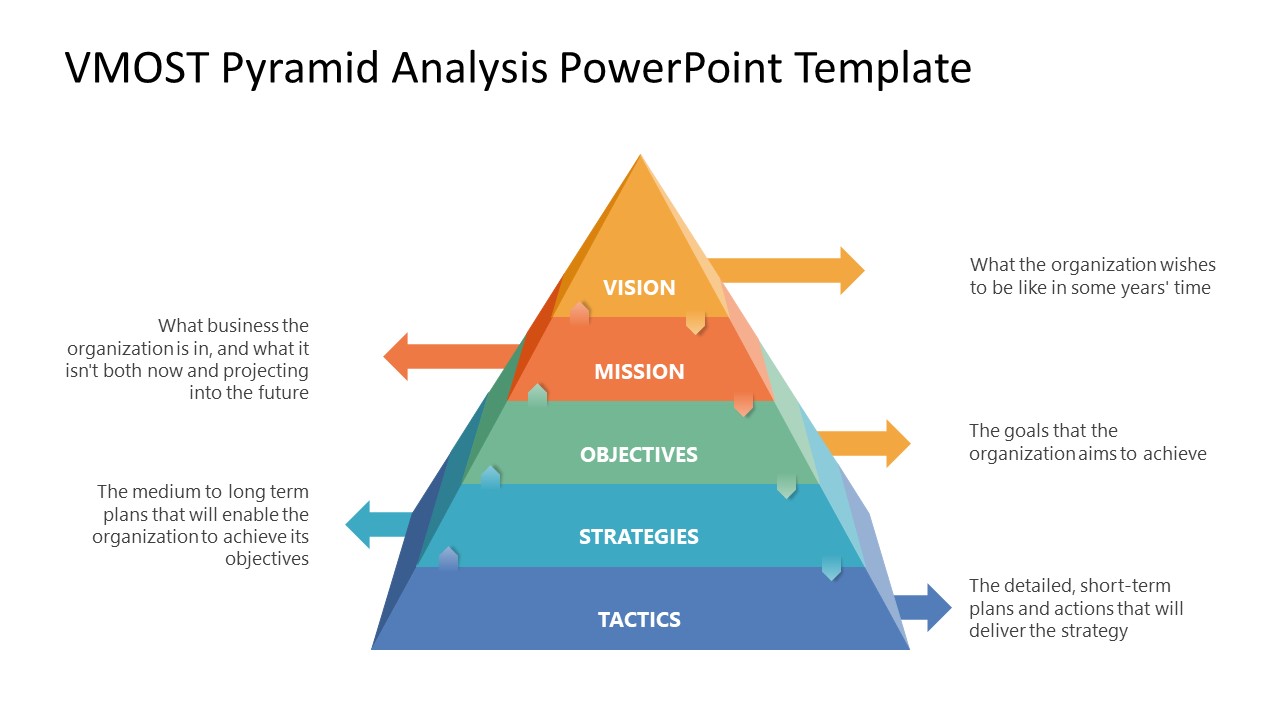 VMOST Pyramid Analysis PowerPoint Template
VISION
What the organization wishes
to be like in some years' time
What business the
organization is in, and what it
isn't both now and projecting
into the future
MISSION
OBJECTIVES
The goals that the
organization aims to achieve
The medium to long term
plans that will enable the
organization to achieve its
objectives
STRATEGIES
TACTICS
The detailed, short-term
plans and actions that will
deliver the strategy